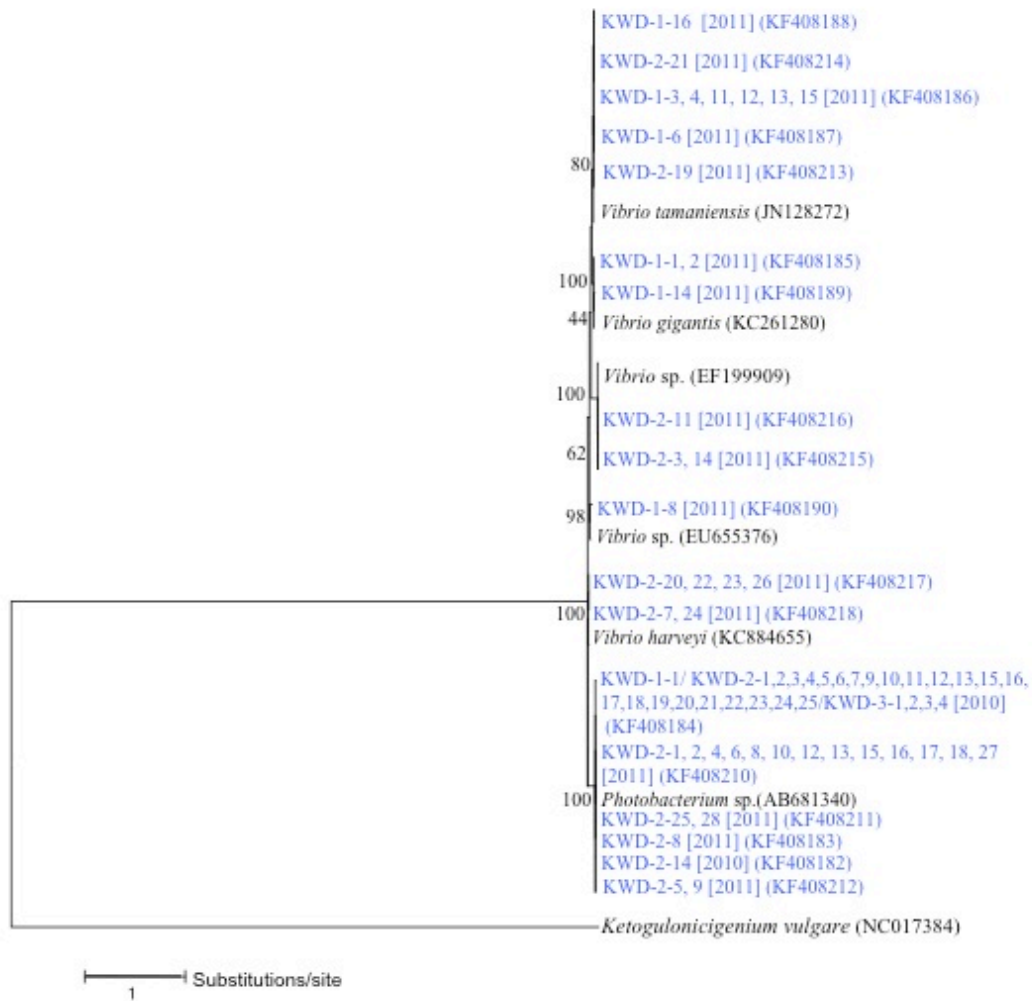 KWD-1-16 [2011] (KF408188)
KWD-2-21 [2011] (KF408214)
KWD-1-3, 4, 11, 12, 13, 15 [2011] (KF408186)
KWD-1-6 [2011] (KF408187)
80
KWD-2-19 [2011] (KF408213)
Vibrio tamaniensis (JN128272)
KWD-1-1, 2 [2011] (KF408185)
100
KWD-1-14 [2011] (KF408189)
44
Vibrio gigantis (KC261280)
Vibrio sp. (EF199909)
100
KWD-2-11 [2011] (KF408216)
62
KWD-2-3, 14 [2011] (KF408215)
KWD-1-8 [2011] (KF408190)
98
Vibrio sp. (EU655376)
KWD-2-20, 22, 23, 26 [2011] (KF408217)
100
KWD-2-7, 24 [2011] (KF408218)
Vibrio harveyi (KC884655)
KWD-1-1/ KWD-2-1,2,3,4,5,6,7,9,10,11,12,13,15,16,
17,18,19,20,21,22,23,24,25/KWD-3-1,2,3,4 [2010]
(KF408184)
KWD-2-1, 2, 4, 6, 8, 10, 12, 13, 15, 16, 17, 18, 27
[2011] (KF408210)
100
Photobacterium sp.(AB681340)
KWD-2-25, 28 [2011] (KF408211)
KWD-2-8 [2011] (KF408183)
KWD-2-14 [2010] (KF408182)
KWD-2-5, 9 [2011] (KF408212)
Ketogulonicigenium vulgare (NC017384)
Substitutions/site
1